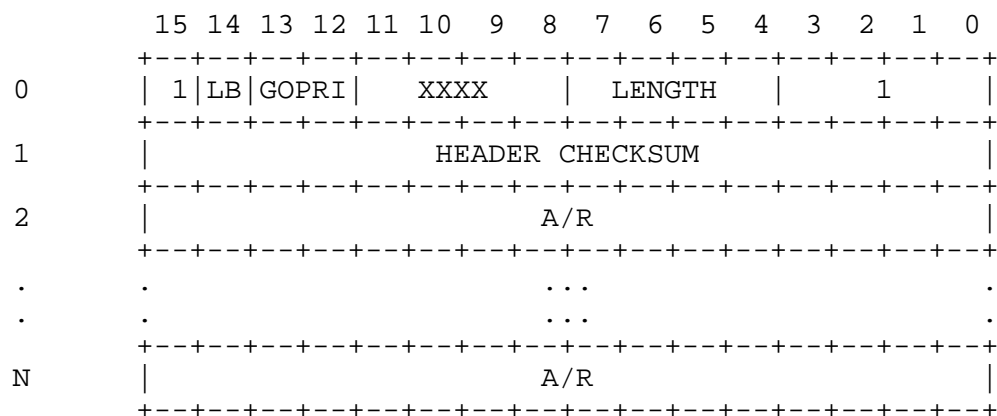 15 14 13 12 11 10 9 8 7 6 5 4 3 2 1 0
+--+--+--+--+--+--+--+--+--+--+--+--+--+--+--+--+
0 | 1|LB|GOPRI| XXXX | LENGTH | 1 |
+--+--+--+--+--+--+--+--+--+--+--+--+--+--+--+--+
1 | HEADER CHECKSUM |
+--+--+--+--+--+--+--+--+--+--+--+--+--+--+--+--+
2 | A/R |
+--+--+--+--+--+--+--+--+--+--+--+--+--+--+--+--+
. . ... .
. . ... .
+--+--+--+--+--+--+--+--+--+--+--+--+--+--+--+--+
N | A/R |
+--+--+--+--+--+--+--+--+--+--+--+--+--+--+--+--+